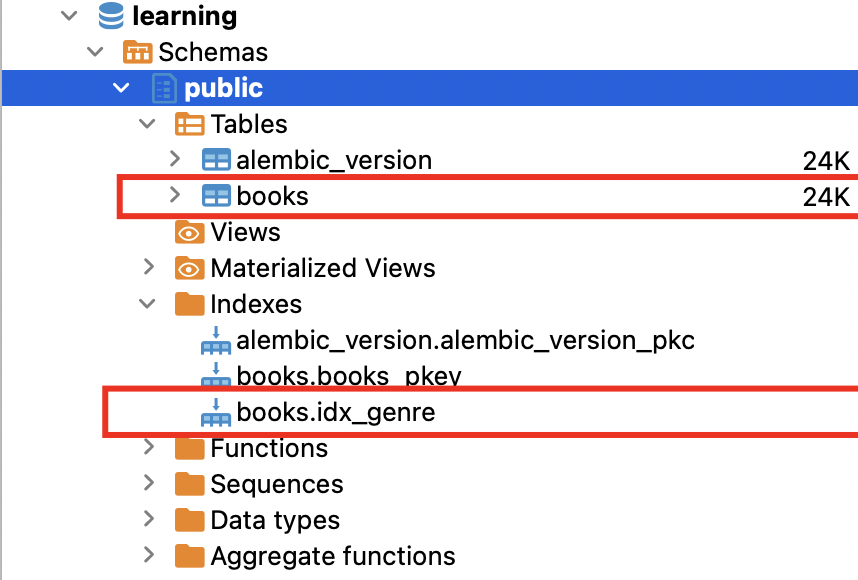 learning
Schemas
public
Tables
alembic_version 24K
books 24K
Views
Materialized Views
Indexes
alembic_version.alembic_version_pkc
books.books_pkey
books.idx_genre
Functions
Sequences
Data types
Aggregate functions